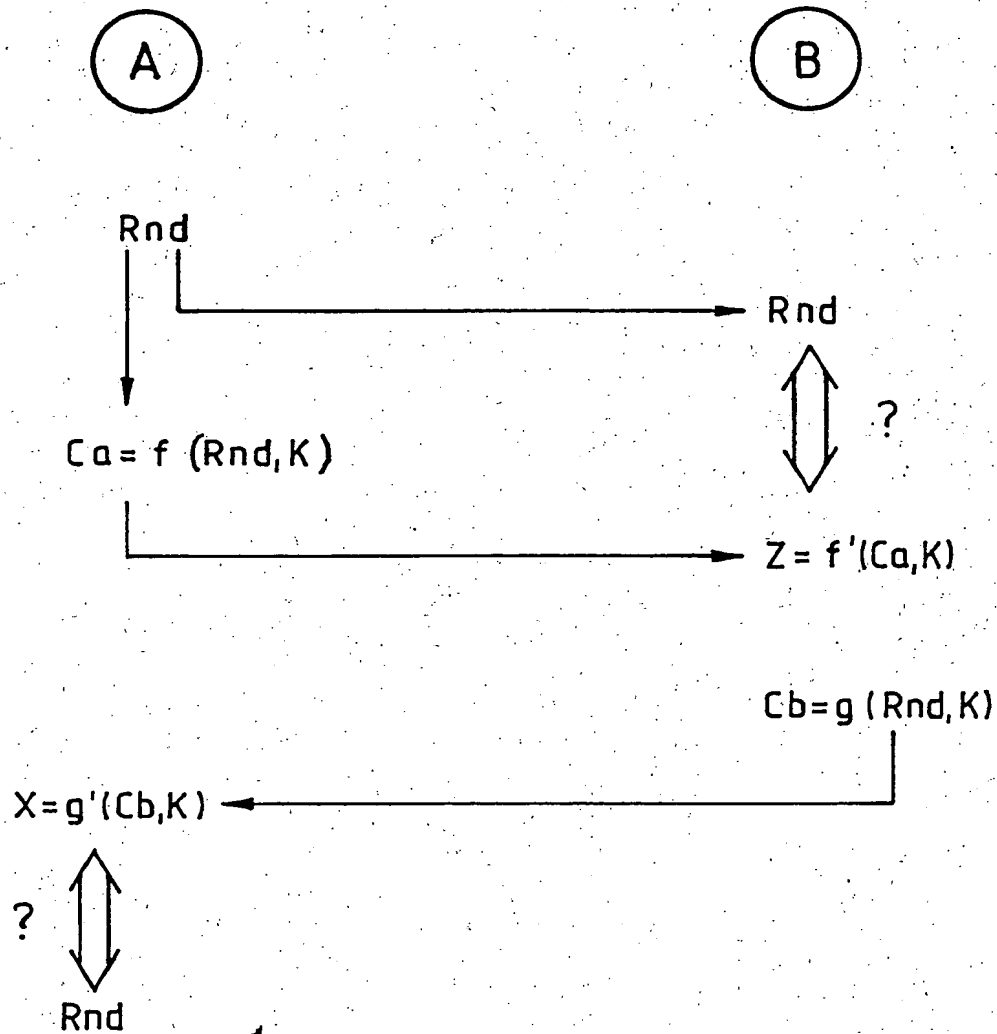 A B
Rnd
Rnd
?
Ca = f (Rnd, K)
Z = f'(Ca, K)
Cb = g (Rnd, K)
X = g'(Cb, K)
?
Rnd